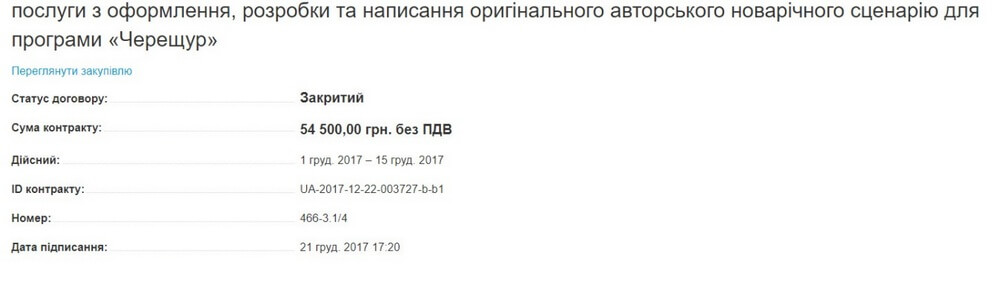 послуги з оформлення, розробки та написання оригінального авторського новарічного сценарію для
програми «Черещур»
Переглянути закупівлю
Статус договору: Закритий
Сума контракту: 54 500,00 грн. без ПДВ
Дійсний: 1 груд. 2017 – 15 груд. 2017
ID контракту: UA-2017-12-22-003727-b-b1
Номер: 466-3.1/4
Дата підписання: 21 груд. 2017 17:20